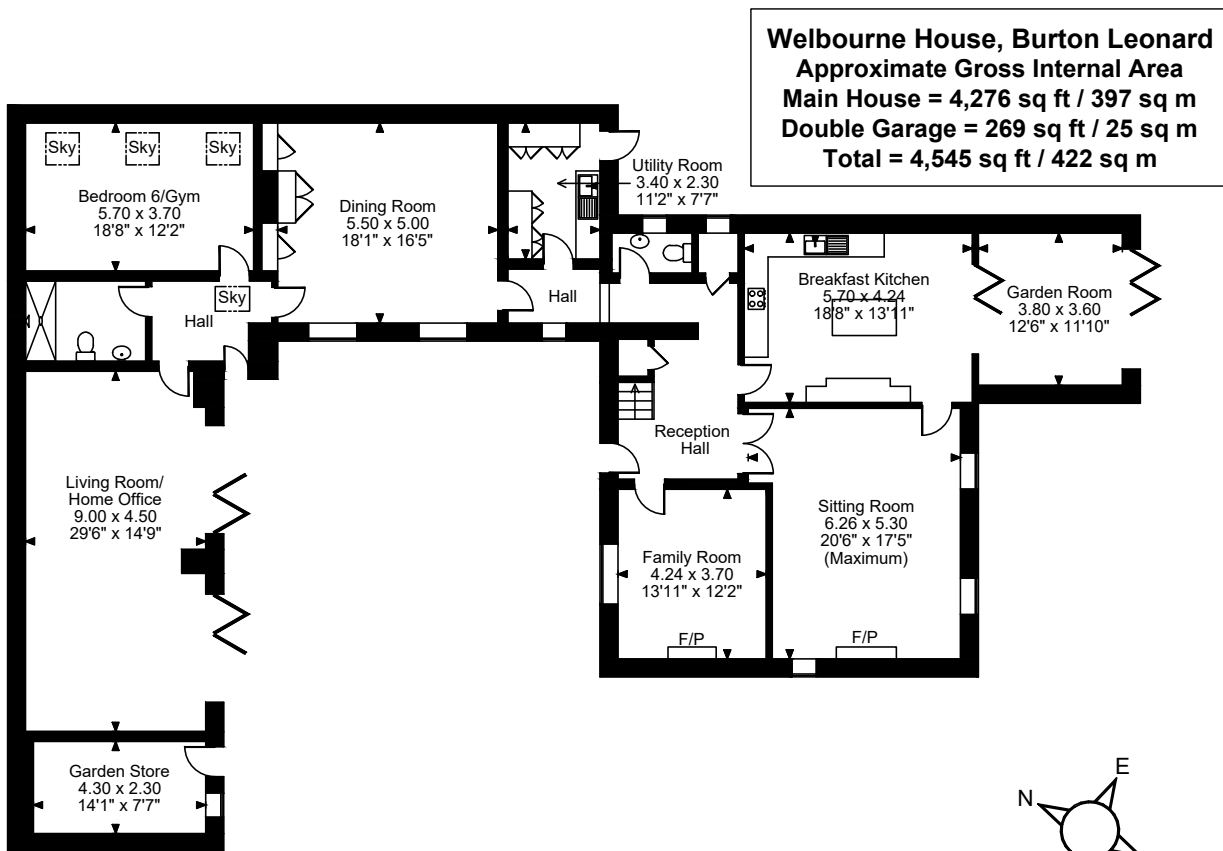 Welbourne House, Burton Leonard
Approximate Gross Internal Area
Main House = 4,276 sq ft / 397 sq m
Double Garage = 269 sq ft / 25 sq m
Total = 4,545 sq ft / 422 sq m
Sky
Sky
Sky
Bedroom 6/Gym
5.70 x 3.70
18'8" x 12'2"
Dining Room
5.50 x 5.00
18'1" x 16'5"
Utility Room
3.40 x 2.30
11'2" x 7'7"
Breakfast Kitchen
5.70 x 4.24
18'8" x 13'11"
Garden Room
3.80 x 3.60
12'6" x 11'10"
Hall
Sky
Hall
Reception
Hall
Living Room/
Home Office
9.00 x 4.50
29'6" x 14'9"
Family Room
4.24 x 3.70
13'11" x 12'2"
F/P
Sitting Room
6.26 x 5.30
20'6" x 17'5"
(Maximum)
F/P
Garden Store
4.30 x 2.30
14'1" x 7'7"
N
E